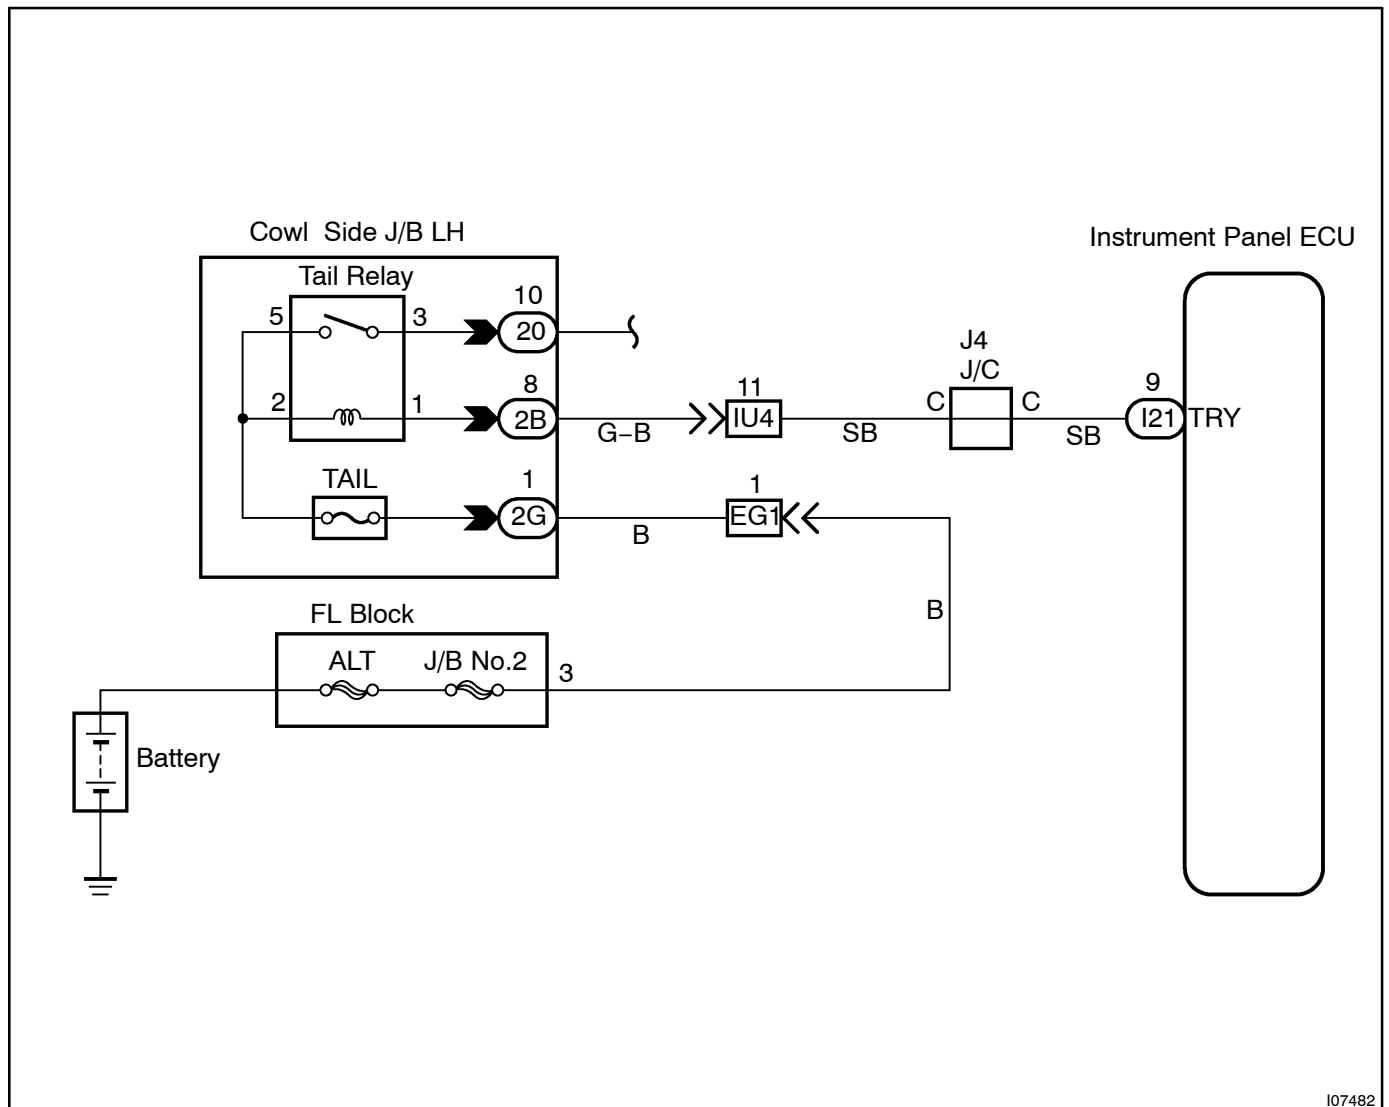 Cowl Side J/B LH
Instrument Panel ECU
Tail Relay
10
5
3
20
J4
J/C
8
11
9
2
1
2B
G−B
IU4
SB
C
C
SB
I21
TRY
TAIL
1
1
2G
B
EG1
B
FL Block
ALT
J/B No.2
3
Battery
I07482